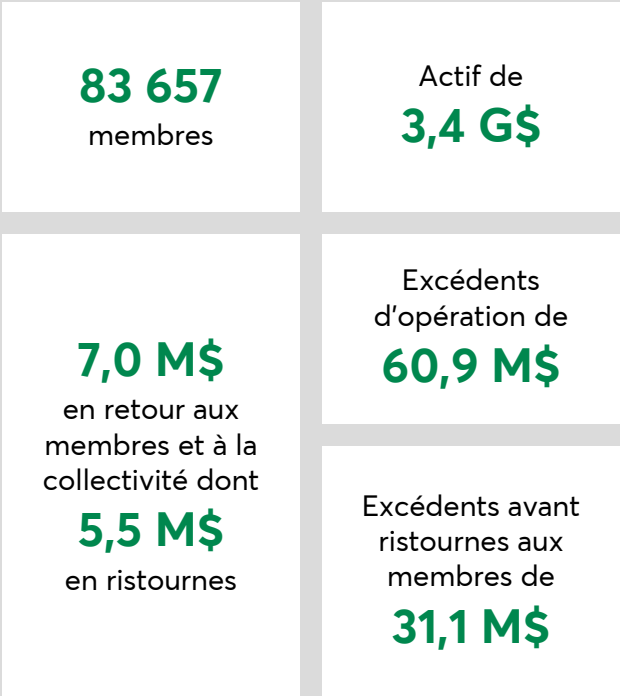 83 657
membres
Actif de
3,4 G$
7,0 M$
en retour aux
membres et à la
collectivité dont
5,5 M$
en ristournes
Excédents
d'opération de
60,9 M$
Excédents avant
ristournes aux
membres de
31,1 M$